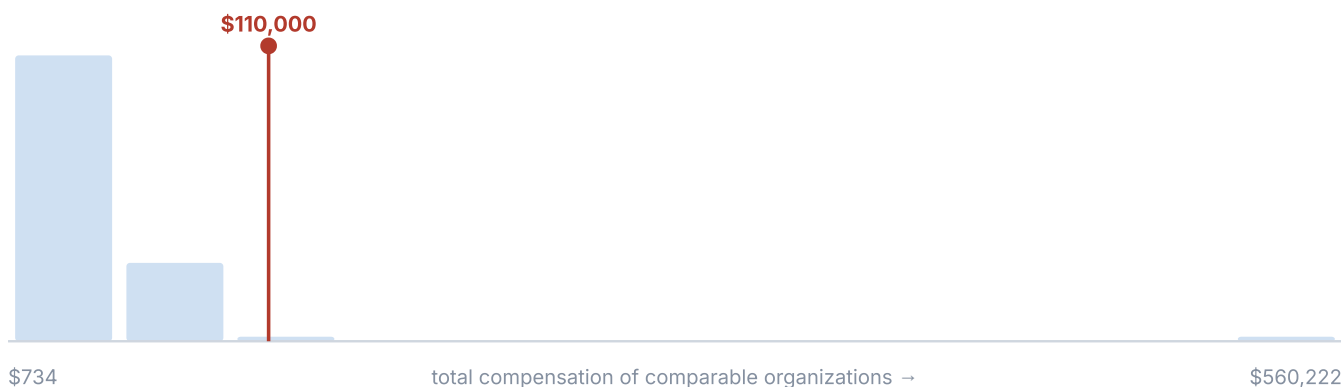 $110,000
$734
total compensation of comparable organizations →
$560,222